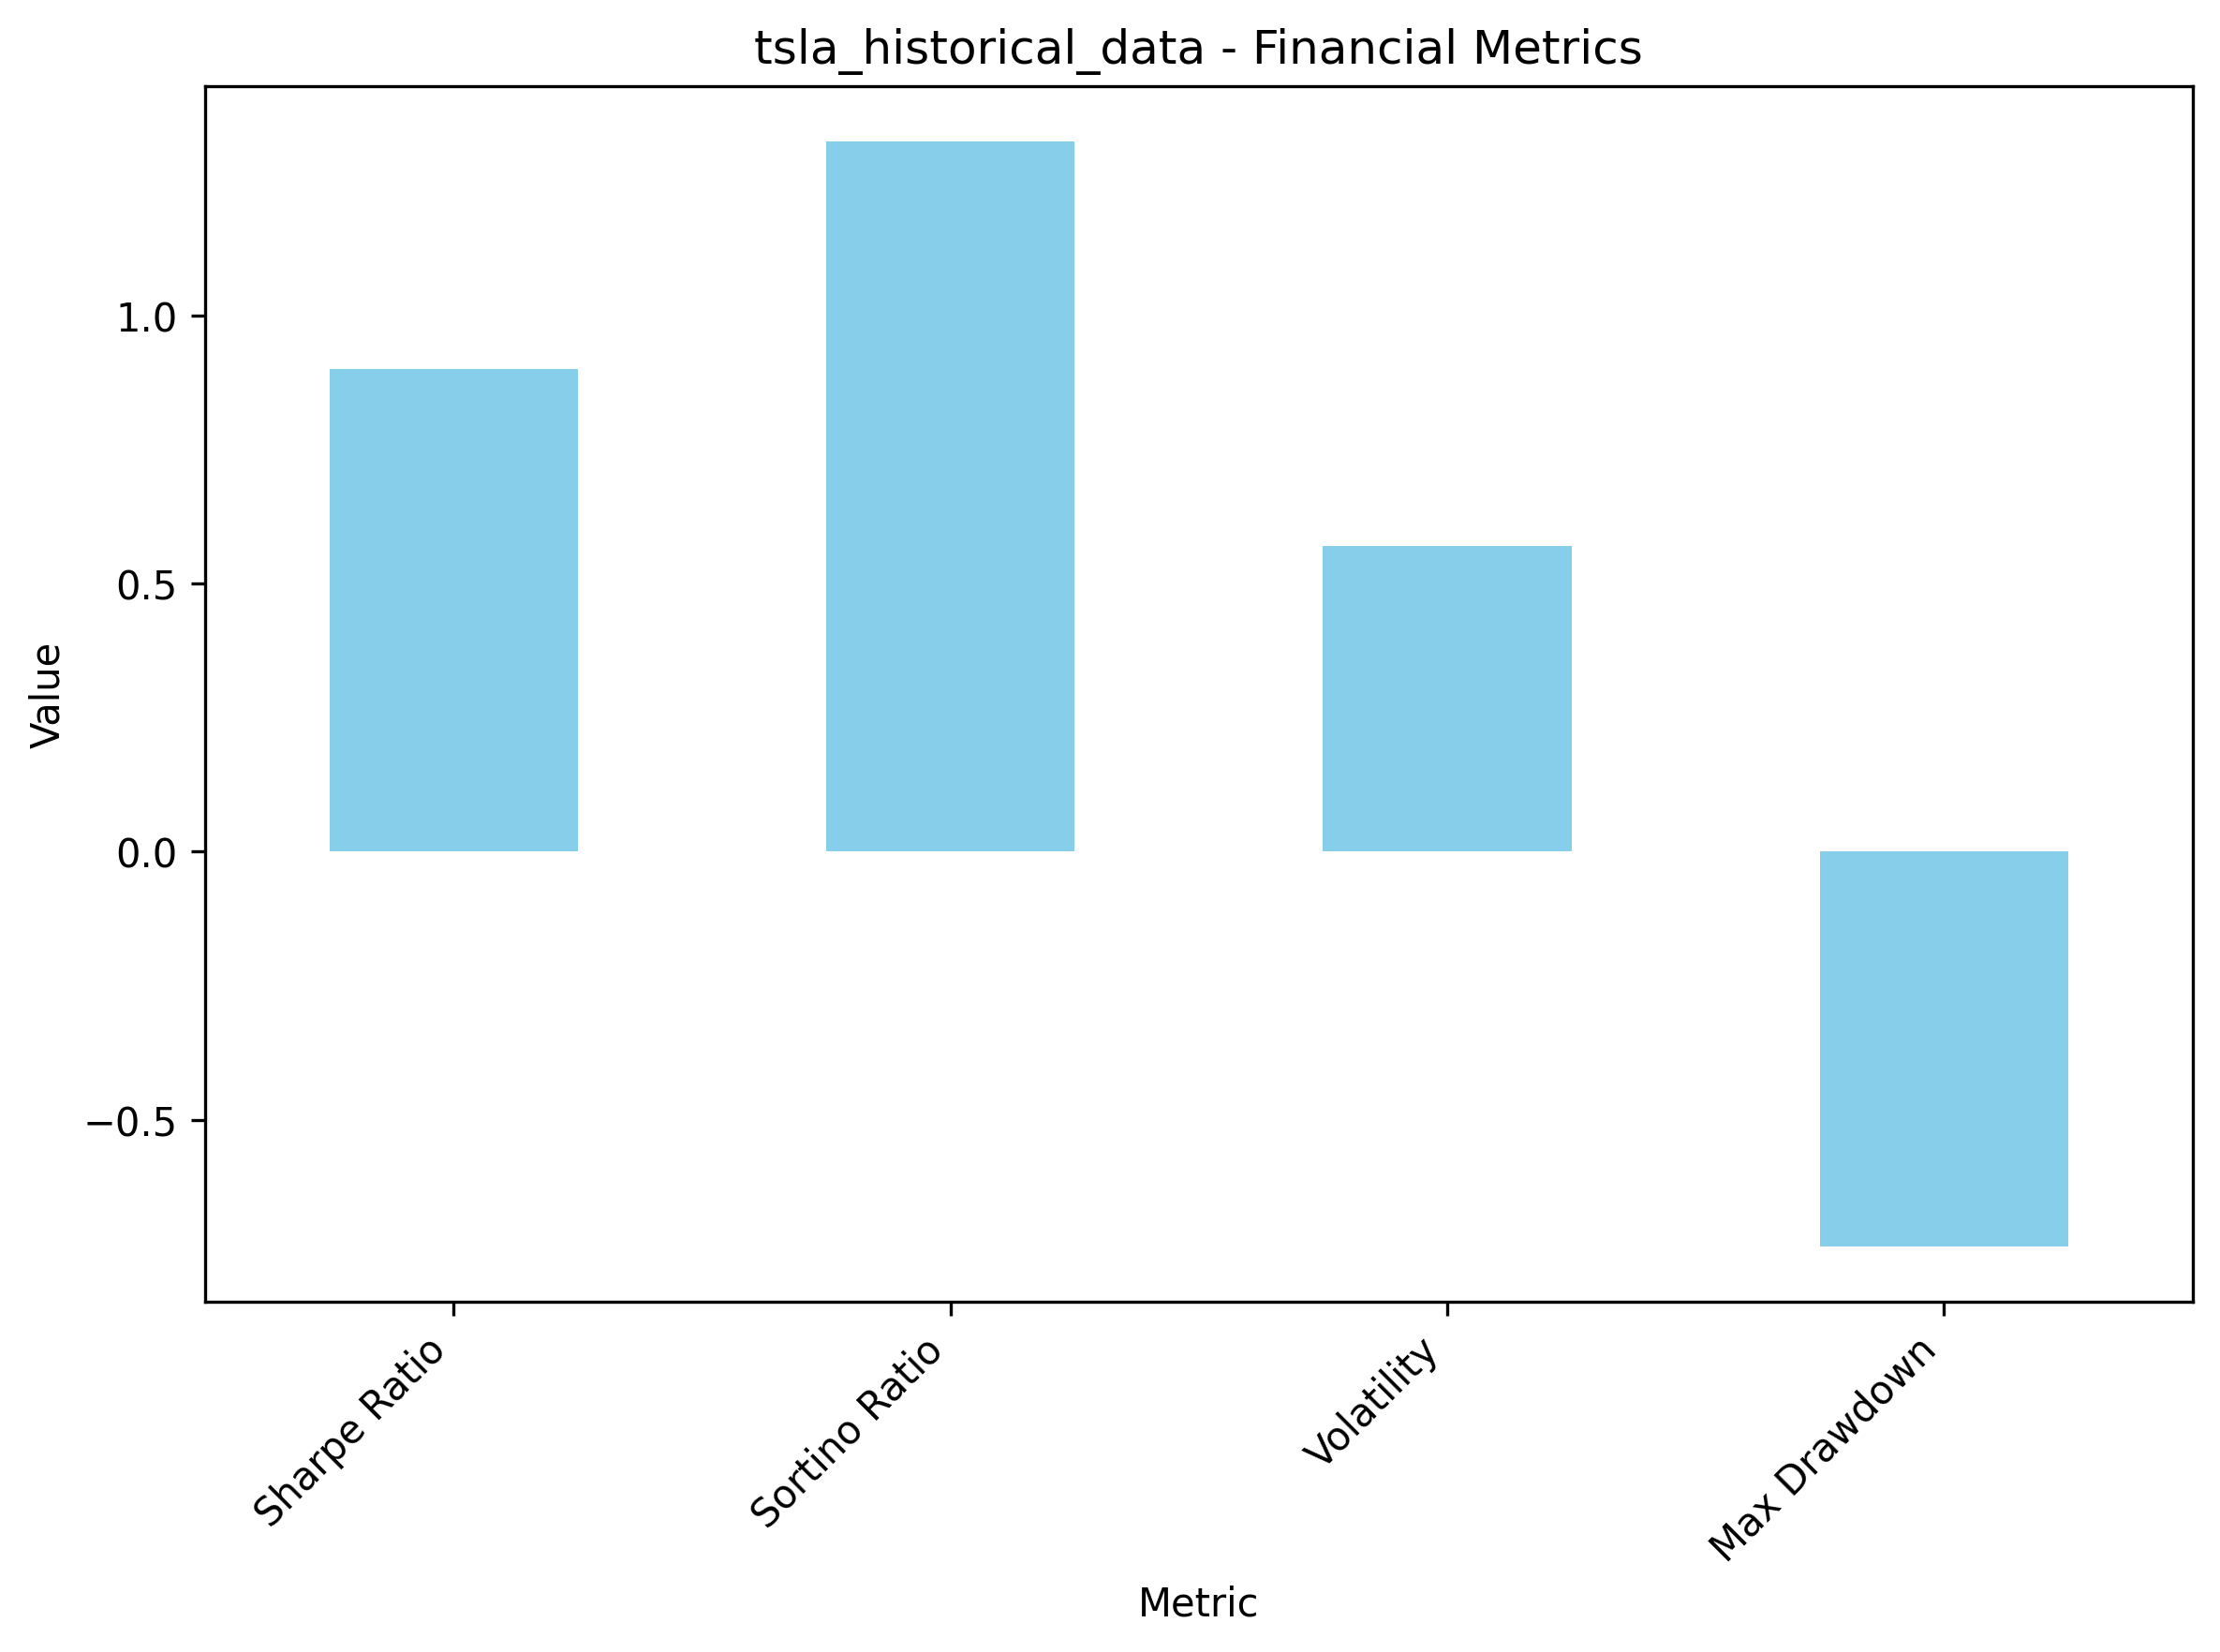 tsla_historical_data - Financial Metrics
1.0
0.5
0.0
−0.5
Value
Sharpe Ratio
Sortino Ratio
Volatility
Max Drawdown
Metric